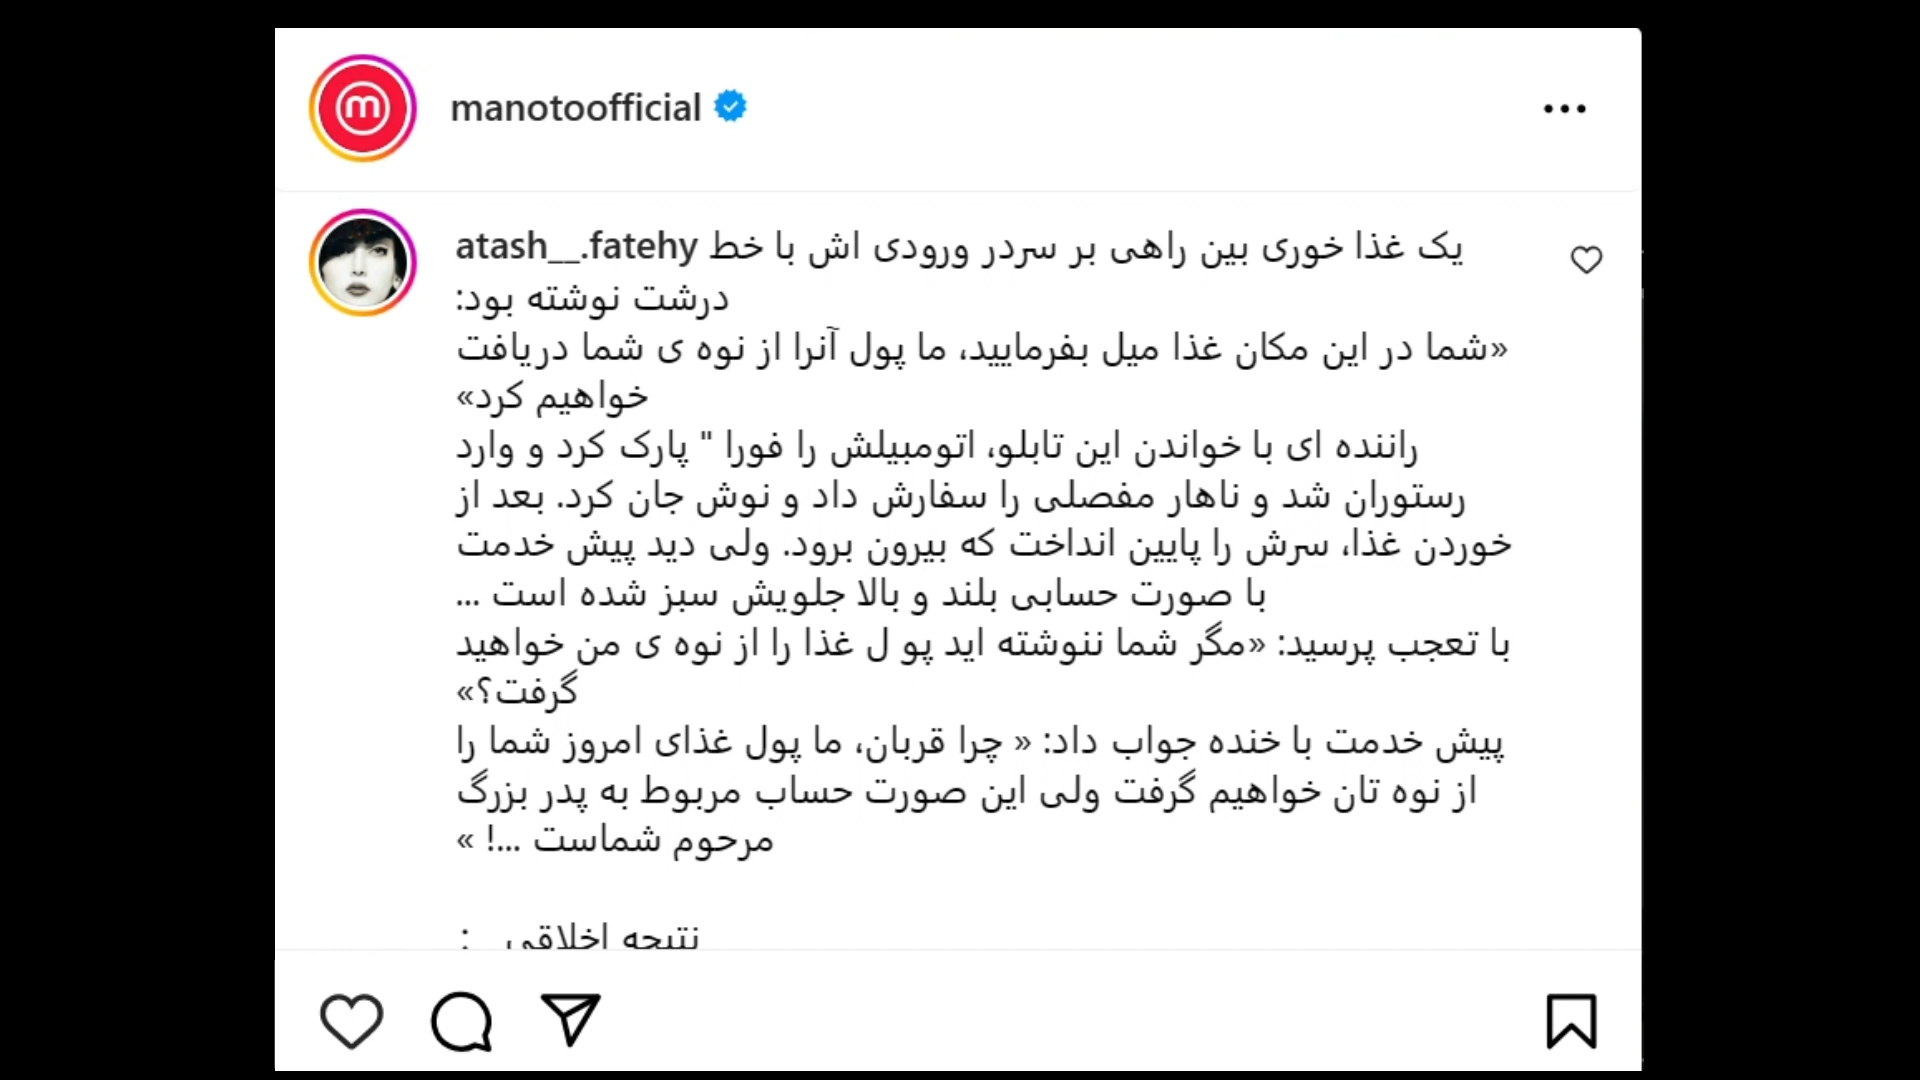 manotoofficial
atash__.fatehy یک غذا خوری بین راهی بر سردر ورودی اش با خط
درشت نوشته بود:
«شما در این مکان غذا میل بفرمایید، ما پول آنرا از نوه ی شما دریافت
خواهیم کرد»
راننده ای با خواندن این تابلو، اتومبیلش را فورا " پارک کرد و وارد
رستوران شد و ناهار مفصلی را سفارش داد و نوش جان کرد. بعد از
خوردن غذا، سرش را پایین انداخت که بیرون برود. ولی دید پیش خدمت
با صورت حسابی بلند و بالا جلویش سبز شده است ...
با تعجب پرسید: «مگر شما ننوشته اید پو ل غذا را از نوه ی من خواهید
گرفت؟»
پیش خدمت با خنده جواب داد: « چرا قربان، ما پول غذای امروز شما را
از نوه تان خواهیم گرفت ولی این صورت حساب مربوط به پدر بزرگ
مرحوم شماست ...! »
نتیجه اخلاقی :